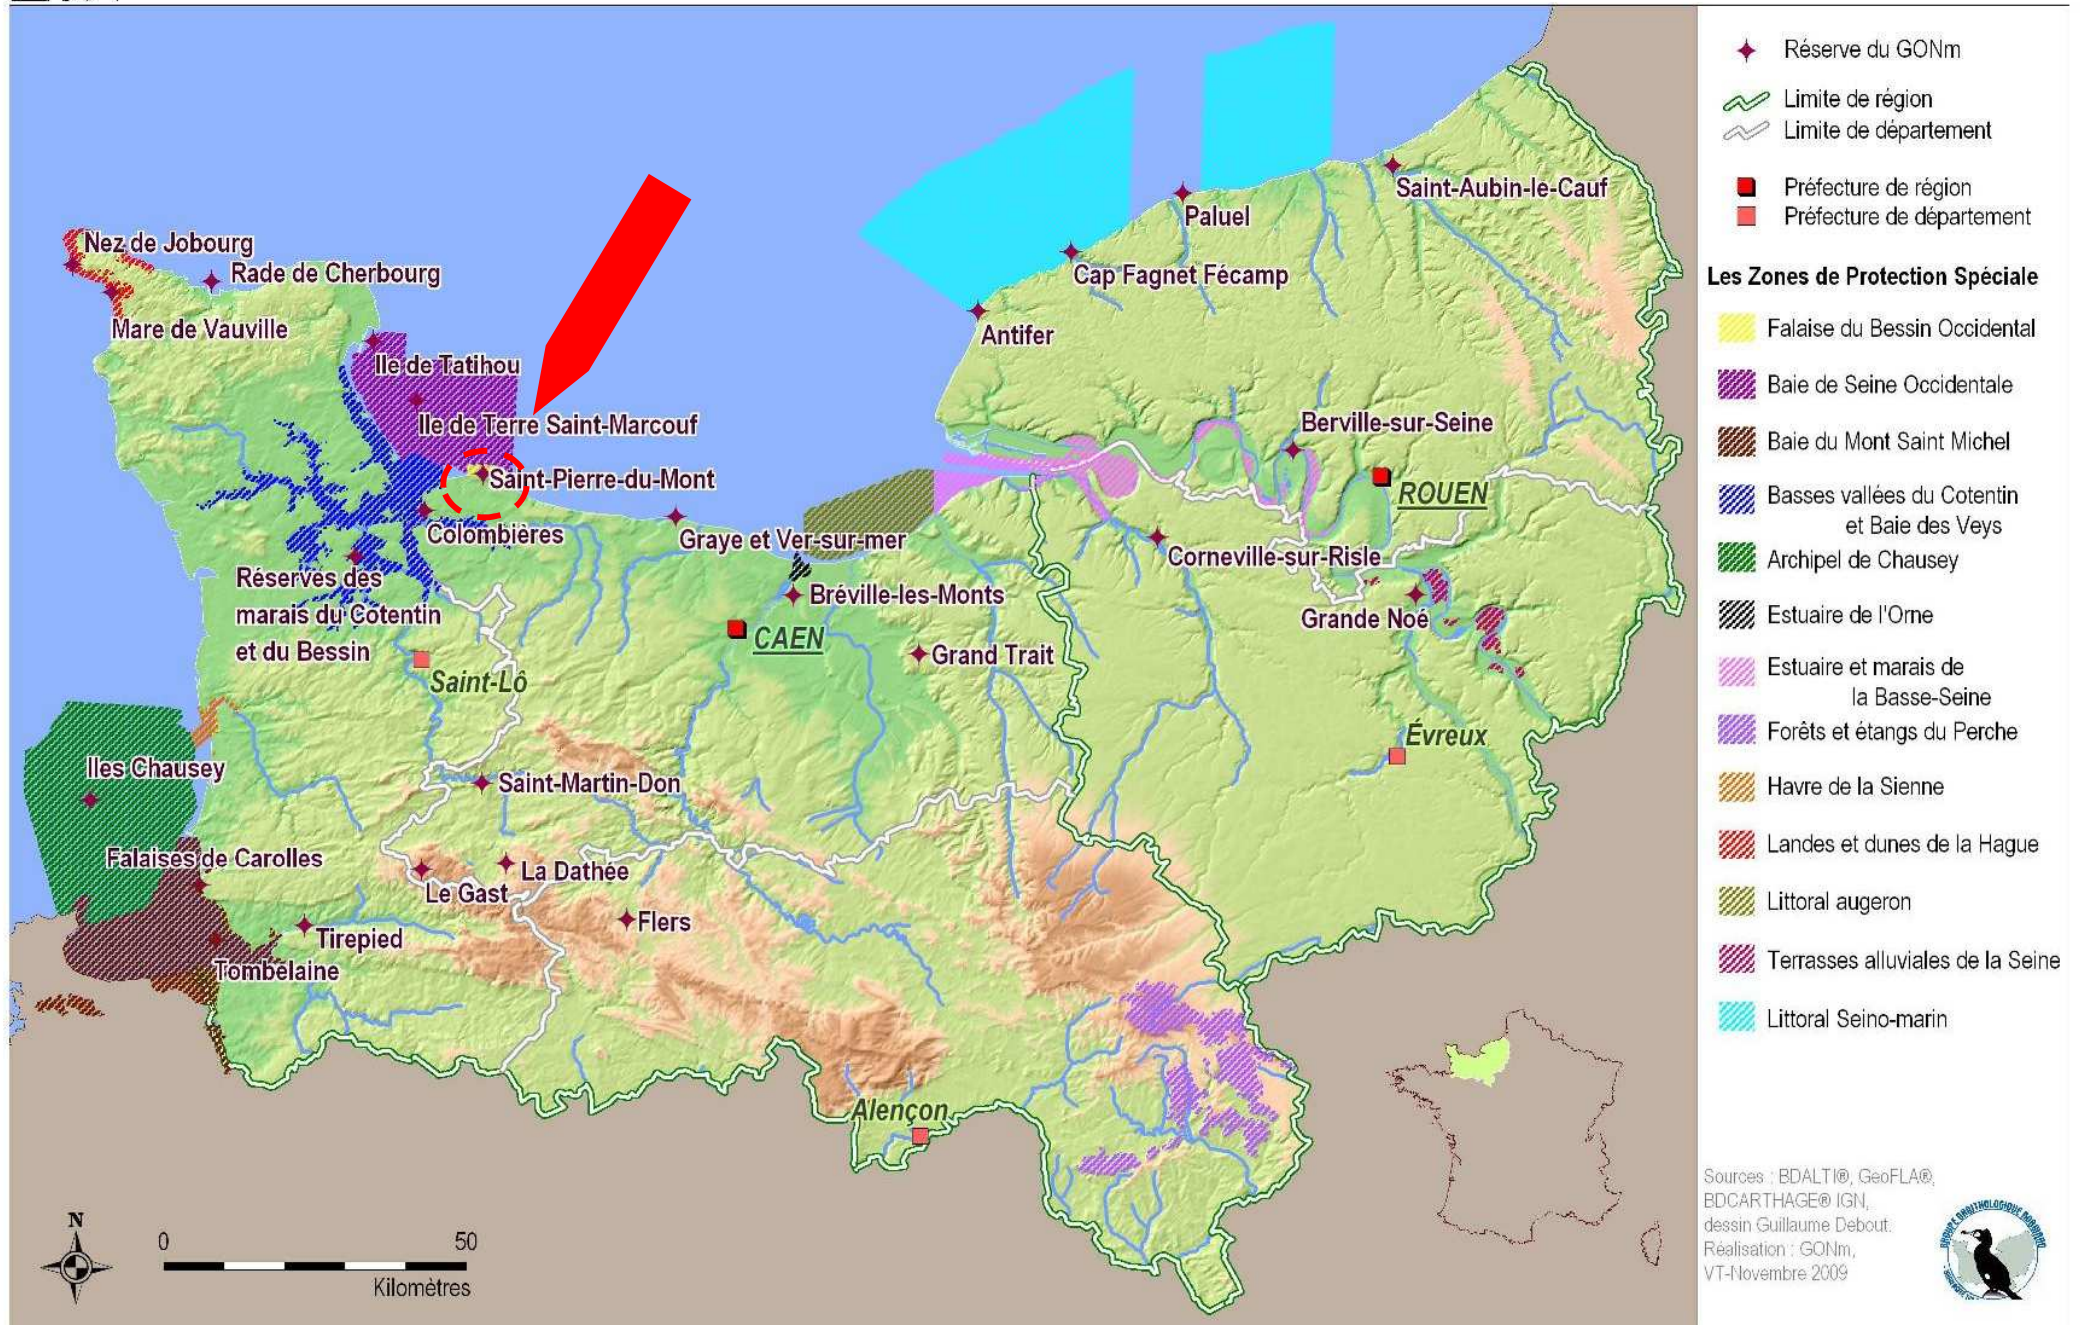 Nez de Jobourg
Rade de Cherbourg
Mare de Vauville
Ile de Tatihou
Ile de Terre Saint-Marcouf
Saint-Pierre-du-Mont
Colombières
Réserves des
marais du Cotentin
et du Bessin
Saint-Lô
Graye et Ver-sur-mer
Bréville-les-Monts
CAEN
Grand Trait
Antifer
Cap Fagnet Fécamp
Paluel
Saint-Aubin-le-Cauf
Berville-sur-Seine
ROUEN
Corneville-sur-Risle
Grande Noé
Évreux
Iles Chausey
Saint-Martin-Don
Falaises de Carolles
Le Gast
La Dathée
Flers
Tirepied
Tombelaine
Alençon
N
0 50
Kilomètres
Réserve du GONm
Limite de région
Limite de département
Préfecture de région
Préfecture de département
Les Zones de Protection Spéciale
Falaise du Bessin Occidental
Baie de Seine Occidentale
Baie du Mont Saint Michel
Basses vallées du Cotentin
et Baie des Veys
Archipel de Chausey
Estuaire de l'Orne
Estuaire et marais de
la Basse-Seine
Forêts et étangs du Perche
Havre de la Sienne
Landes et dunes de la Hague
Littoral augeron
Terrasses alluviales de la Seine
Littoral Seino-marin
Sources : BDALTI®, GeoFLA®,
BDCARTHAGE® IGN,
dessin Guillaume Debout.
Réalisation : GONm,
VT-Novembre 2009
GROUPE ORNITHOLOGIQUE NORMAND